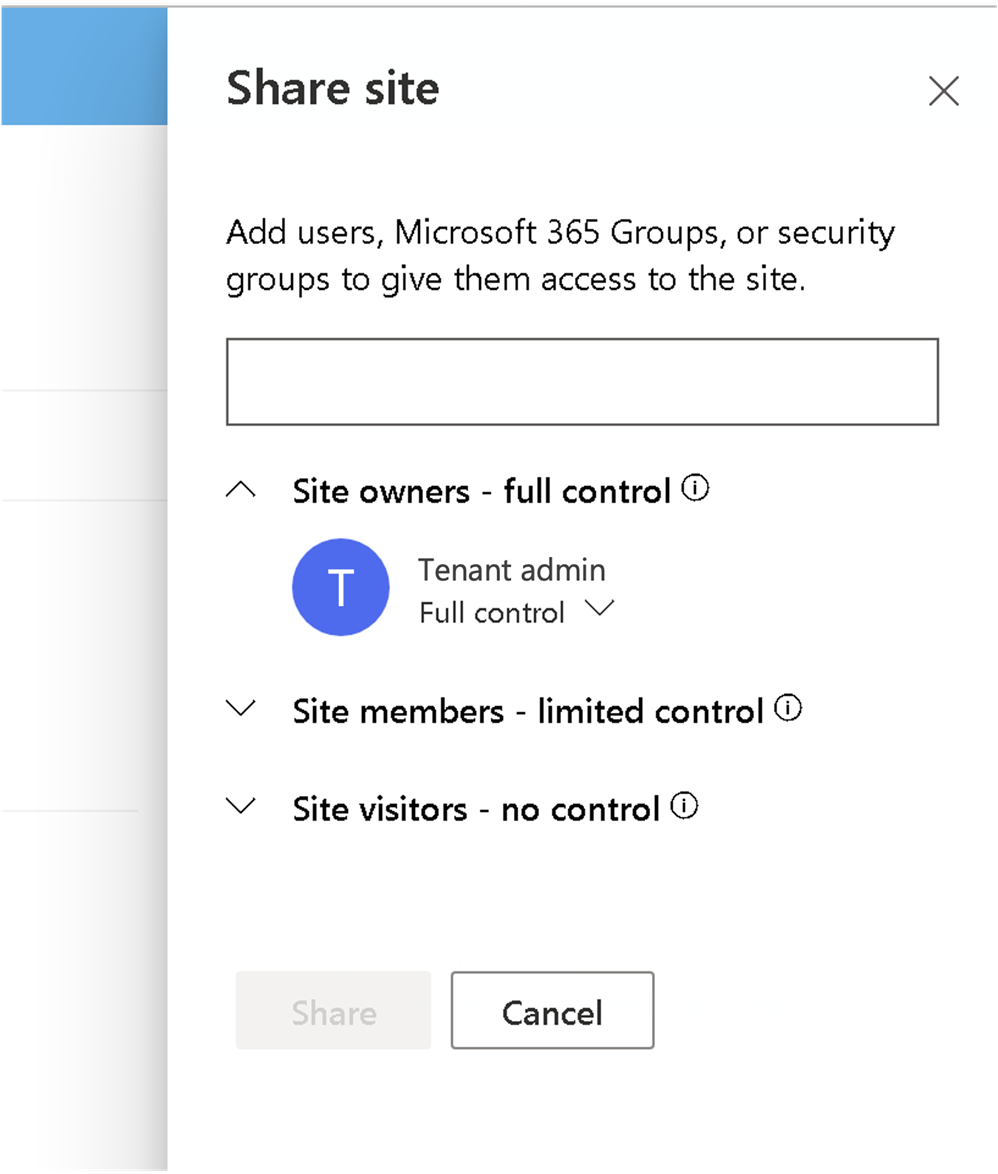 Share site
Add users, Microsoft 365 Groups, or security
groups to give them access to the site.
Site owners - full control
T
Tenant admin
Full control
Site members - limited control
Site visitors - no control
Share
Cancel